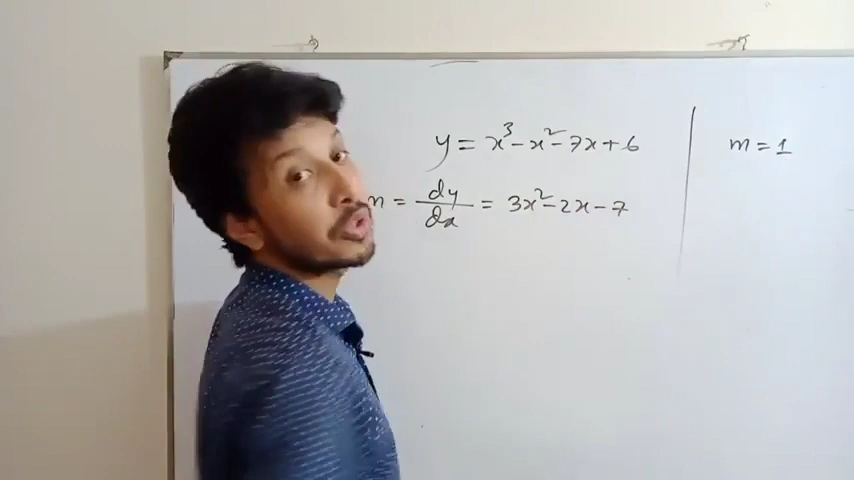 y = x³ - x² - 7x + 6
m = dy/dx = 3x² - 2x - 7
m = 1